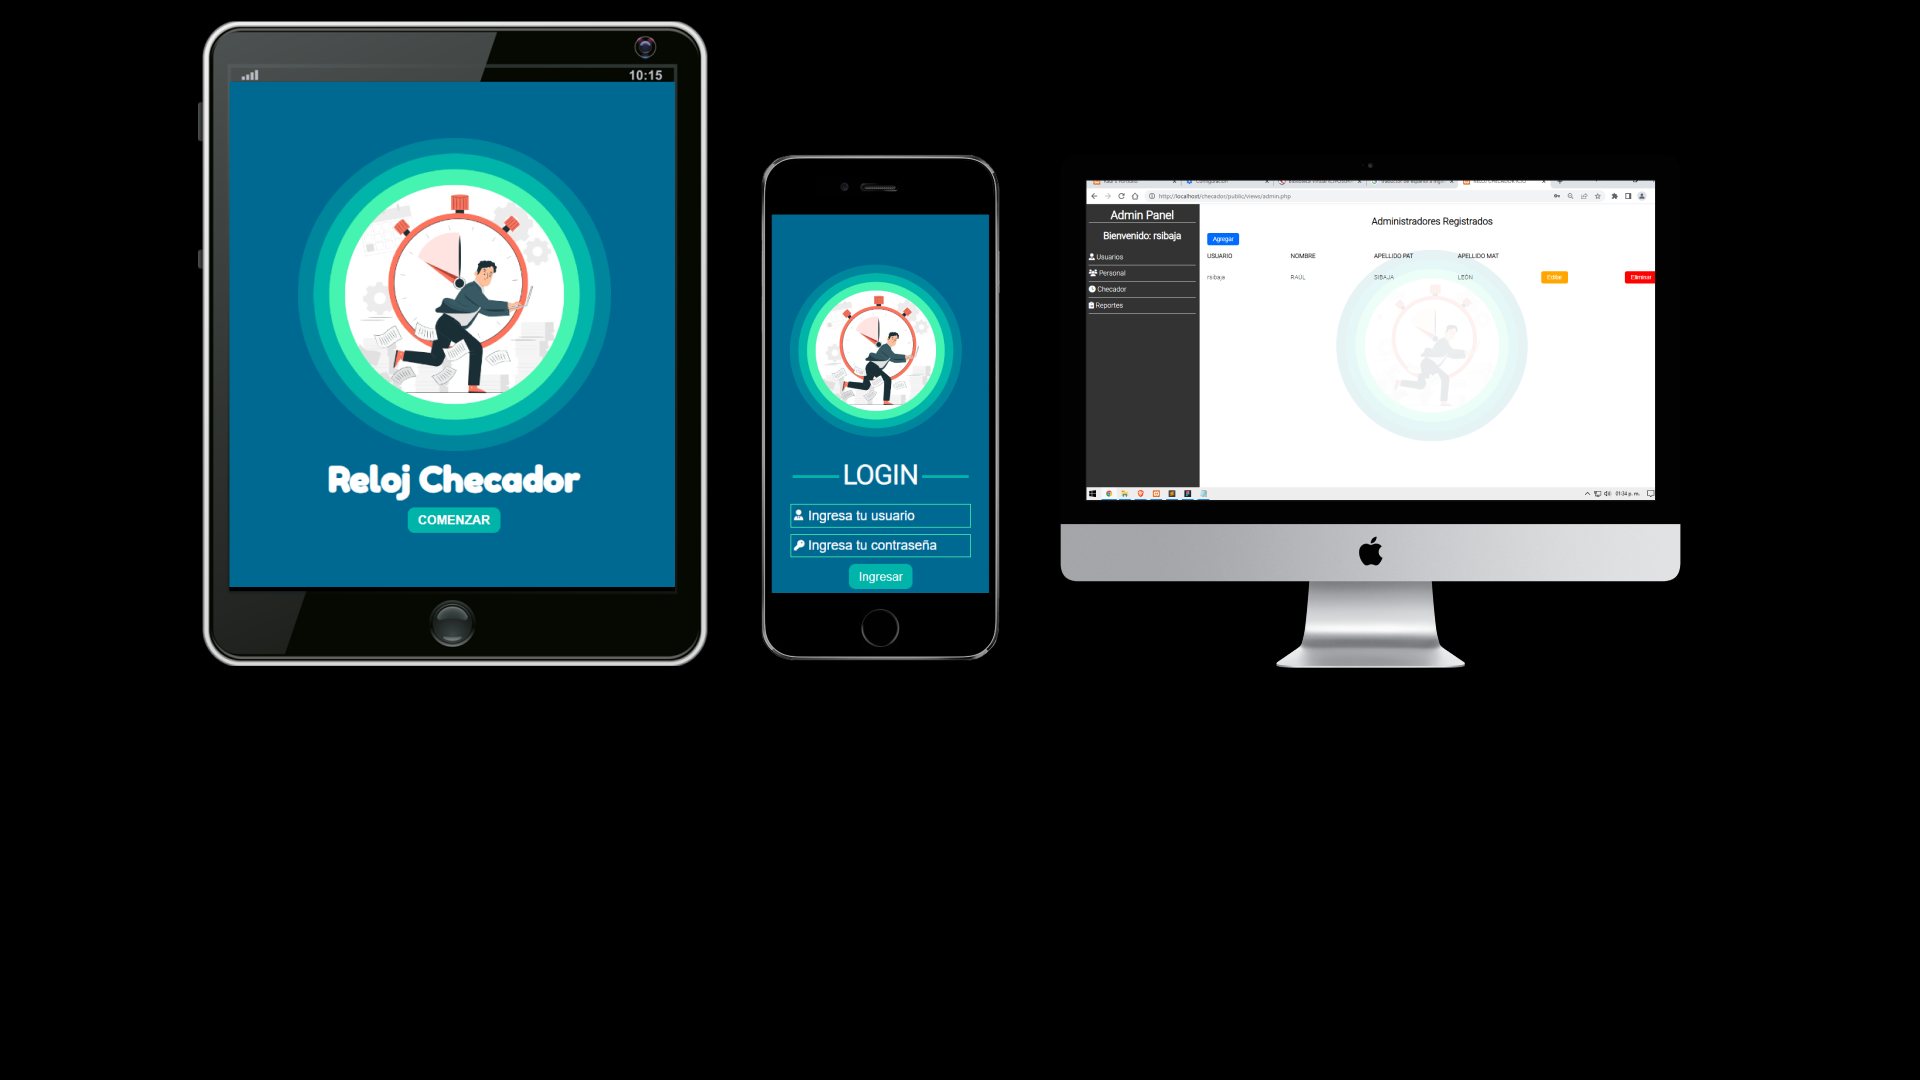 10:15
Reloj Checador
COMENZAR
LOGIN
Ingresa tu usuario
Ingresa tu contraseña
Ingresar
http://localhost/checador/public/views/admin.php
Admin Panel
Bienvenido: rsibaja
Usuarios
Personal
Checador
Reportes
Administradores Registrados
Agregar
USUARIO NOMBRE APELLIDO PAT APELLIDO MAT
rsibaja RAUL SIBAJA LEÓN Editar Eliminar
01:34 p. m.